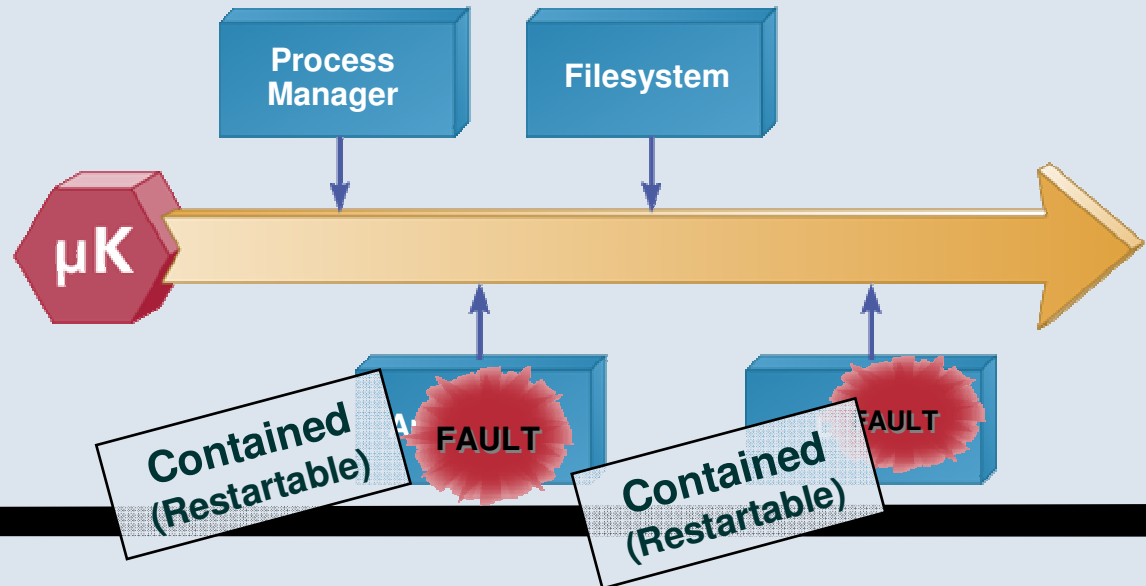 Process
Manager
Filesystem
µK
FAULT
FAULT
Contained
(Restartable)
Contained
(Restartable)